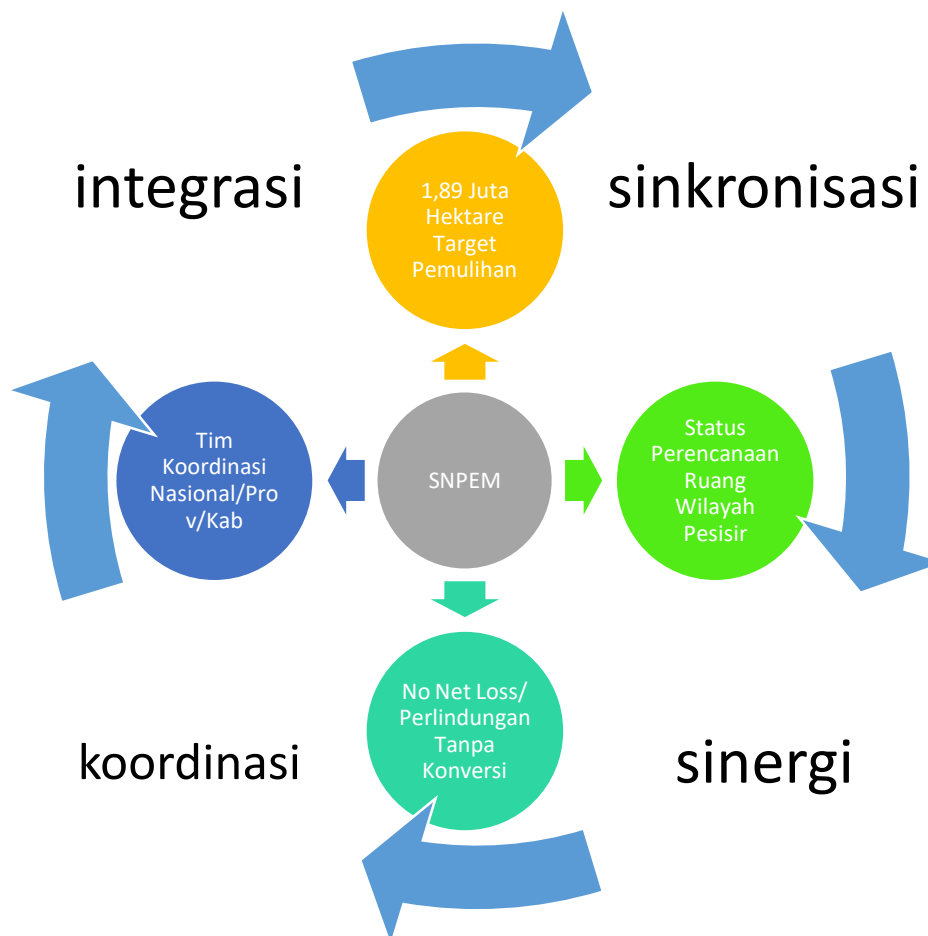 integrasi
sinkronisasi
1,89 Juta
Hektare
Target
Pemulihan
Tim
Koordinasi
Nasional/Pro
v/Kab
SNPEM
Status
Perencanaan
Ruang
Wilayah
Pesisir
No Net Loss/
Perlindungan
Tanpa
Konversi
koordinasi
sinergi